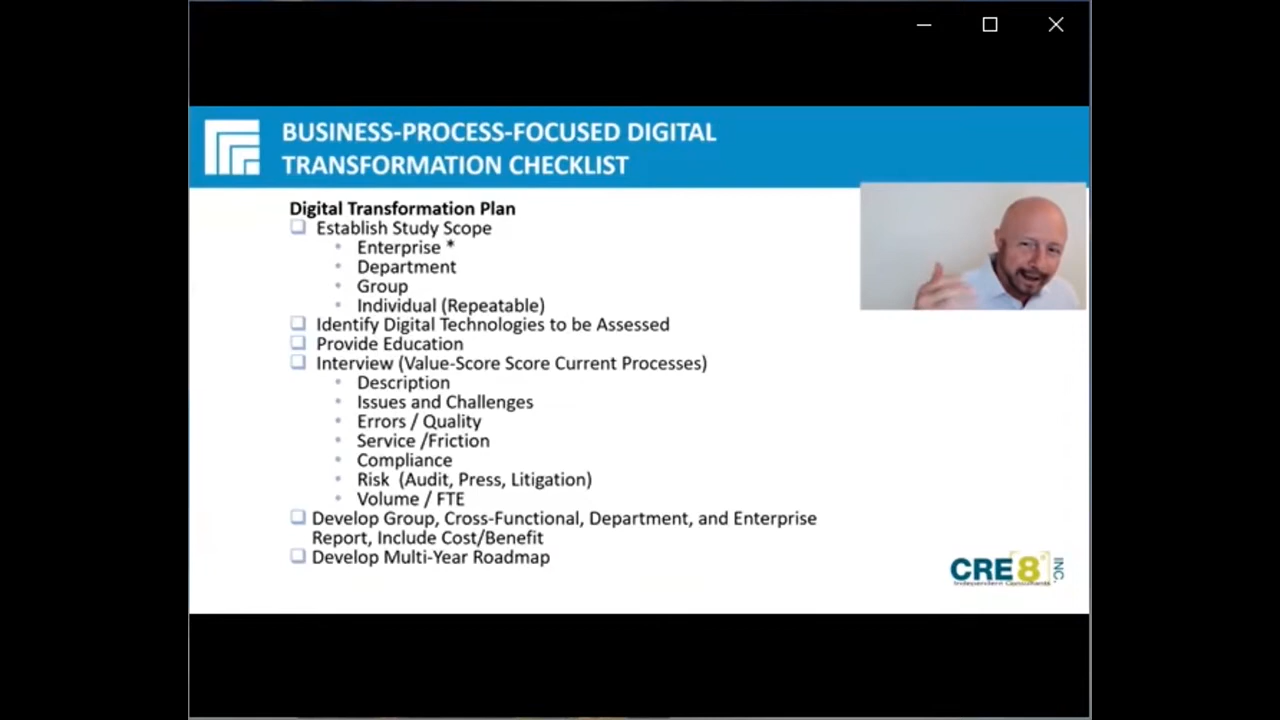 BUSINESS-PROCESS-FOCUSED DIGITAL
TRANSFORMATION CHECKLIST
Digital Transformation Plan
Establish Study Scope
Enterprise *
Department
Group
Individual (Repeatable)
Identify Digital Technologies to be Assessed
Provide Education
Interview (Value-Score Score Current Processes)
Description
Issues and Challenges
Errors / Quality
Service /Friction
Compliance
Risk (Audit, Press, Litigation)
Volume / FTE
Develop Group, Cross-Functional, Department, and Enterprise
Report, Include Cost/Benefit
Develop Multi-Year Roadmap
CRE8 INC.
Independent Consultants